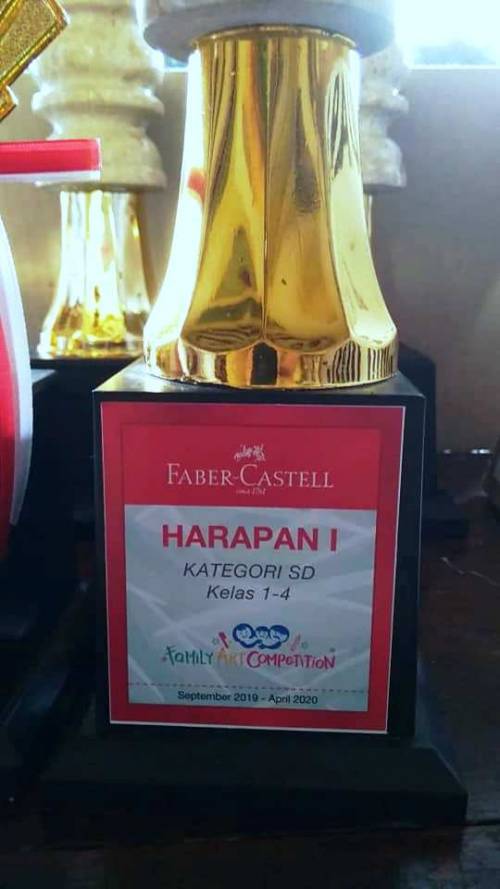 FABER-CASTELL
since 1761
HARAPAN I
KATEGORI SD
Kelas 1-4
FAMILY ART COMPETITION
September 2019 - April 2020